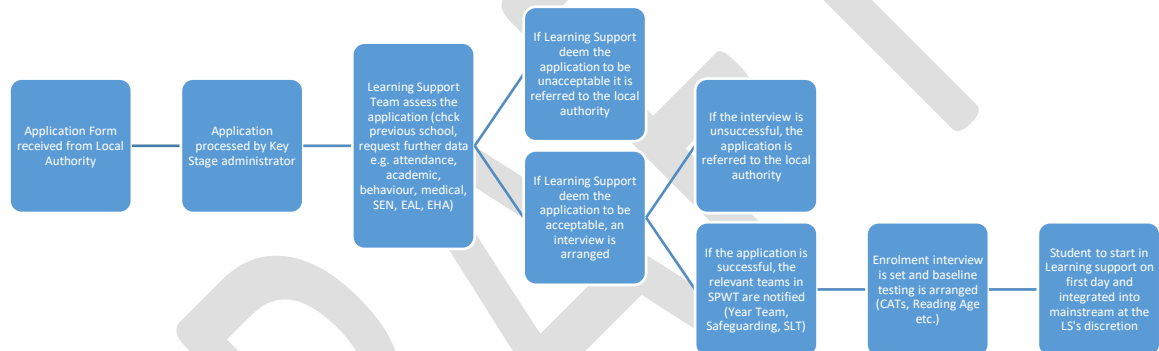 Application Form
received from Local
Authority
Application
processed by Key
Stage administrator
Learning Support
Team assess the
application (chck
previous school,
request further data
e.g. attendance,
academic,
behaviour, medical,
SEN, EAL, EHA)
If Learning Support
deem the
application to be
unacceptable it is
referred to the local
authority
If Learning Support
deem the
application to be
acceptable, an
interview is
arranged
If the interview is
unsuccessful, the
application is
referred to the local
authority
If the application is
successful, the
relevant teams in
SPWT are notified
(Year Team,
Safeguarding, SLT)
Enrolment interview
is set and baseline
testing is arranged
(CATs, Reading Age
etc.)
Student to start in
Learning support on
first day and
integrated into
mainstream at the
LS's discretion